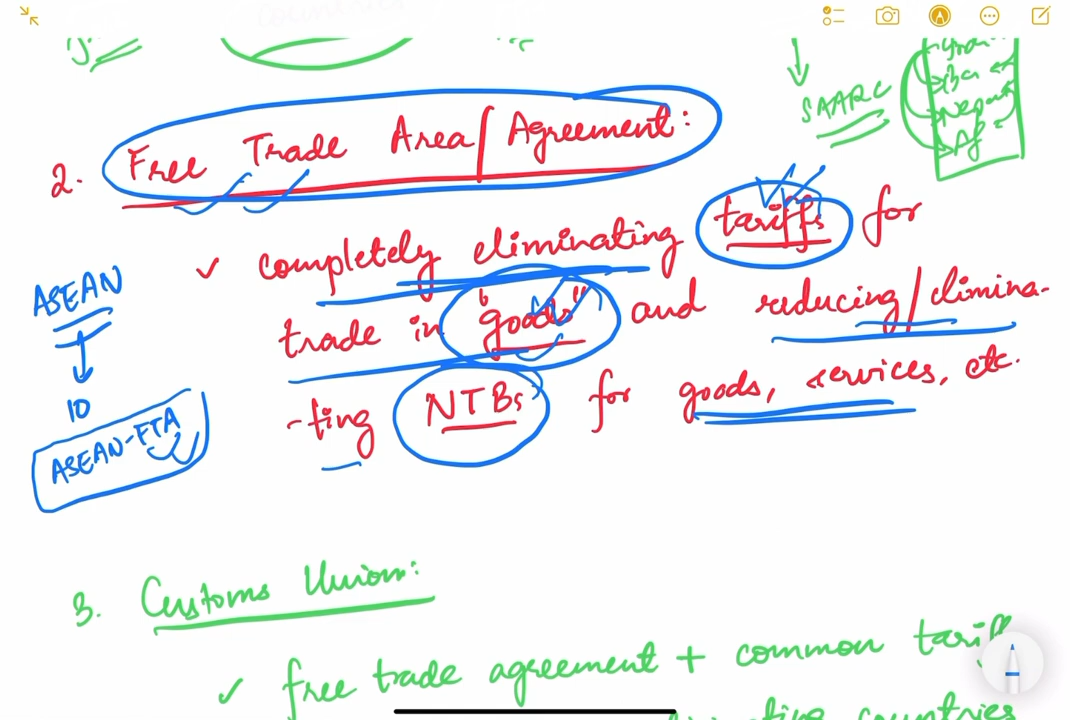 SAARC
2. Free Trade Area/Agreement:
✓ completely eliminating tariffs for
trade in "goods" and reducing/elimina-
-ting NTBs for goods, services, etc.
ASEAN
10
ASEAN-FTA
3. Customs Union:
✓ free trade agreement + common tariff
countries